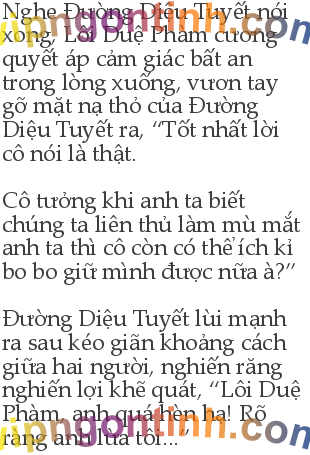 Nghe Đường Diệu Tuyết nói
xong, Lôi Duệ Phàm cưỡng
quyết áp cảm giác bất an
trong lòng xuống, vươn tay
gỡ mặt nạ thỏ của Đường
Diệu Tuyết ra, “Tốt nhất lời
cô nói là thật.
Cô tưởng khi anh ta biết
chúng ta liên thủ làm mù mắt
anh ta thì cô còn có thể ích kỉ
bo bo giữ mình được nữa à?”
Đường Diệu Tuyết lùi mạnh
ra sau kéo giãn khoảng cách
giữa hai người, nghiến răng
nghiến lợi khẽ quát, “Lôi Duệ
Phàm, anh quá hèn hạ! Rõ
ràng anh lừa tôi...”
vipngontinh.com
vipngontinh.com